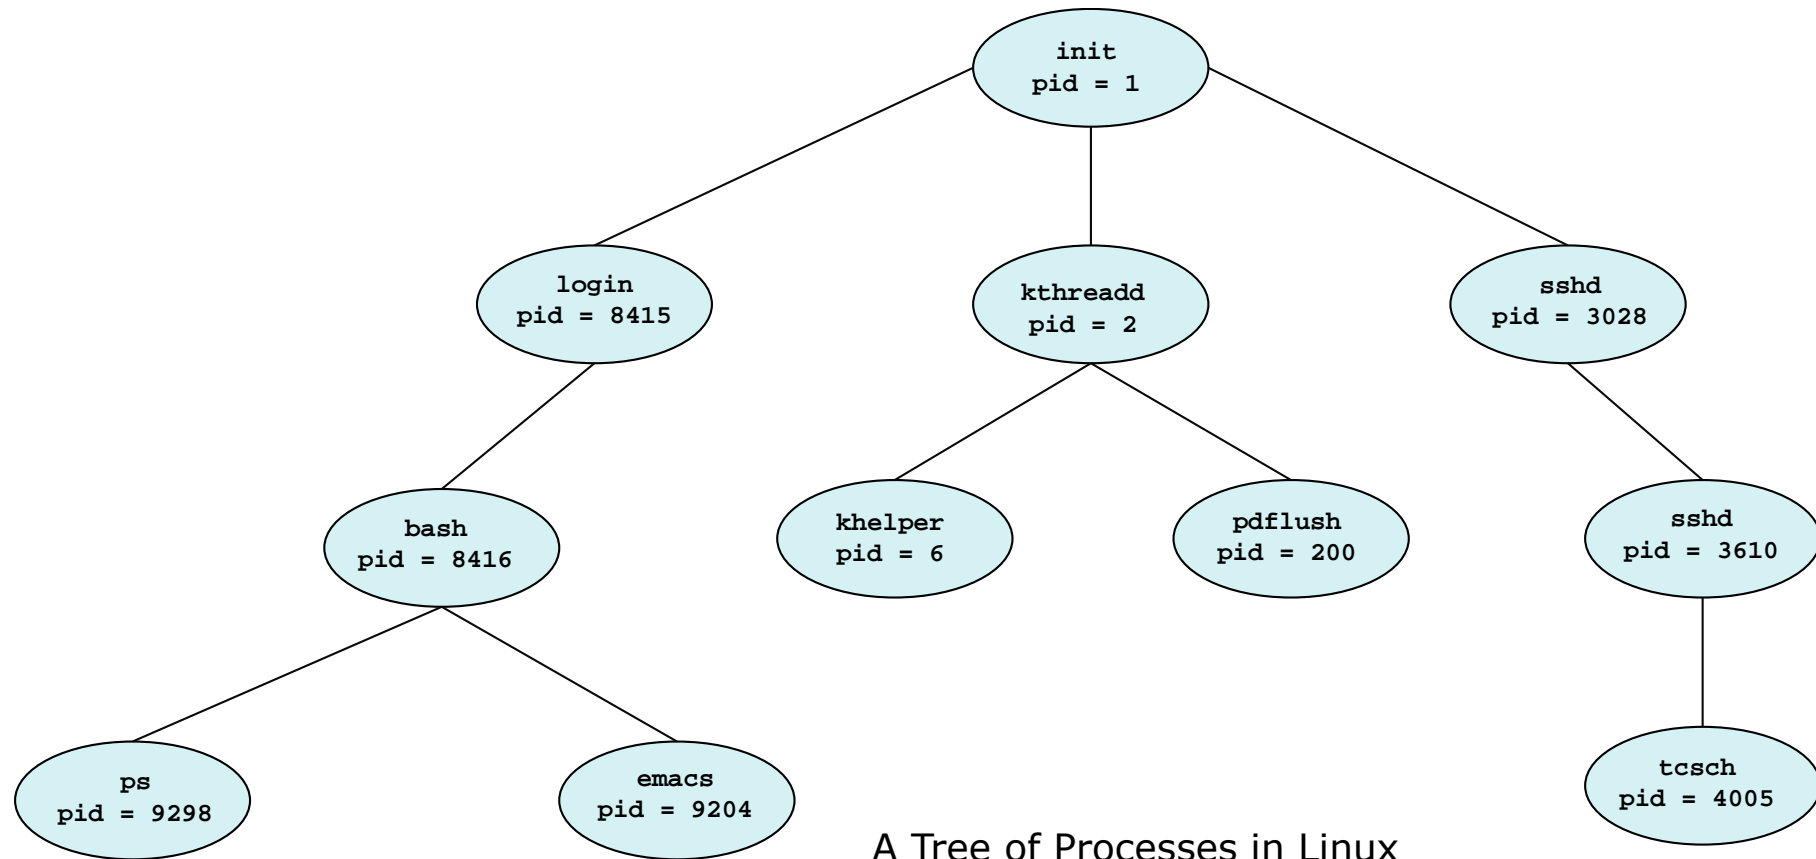 init
pid = 1
login
pid = 8415
kthreadd
pid = 2
sshd
pid = 3028
bash
pid = 8416
khelper
pid = 6
pdflush
pid = 200
sshd
pid = 3610
ps
pid = 9298
emacs
pid = 9204
tcsch
pid = 4005
A Tree of Processes in Linux